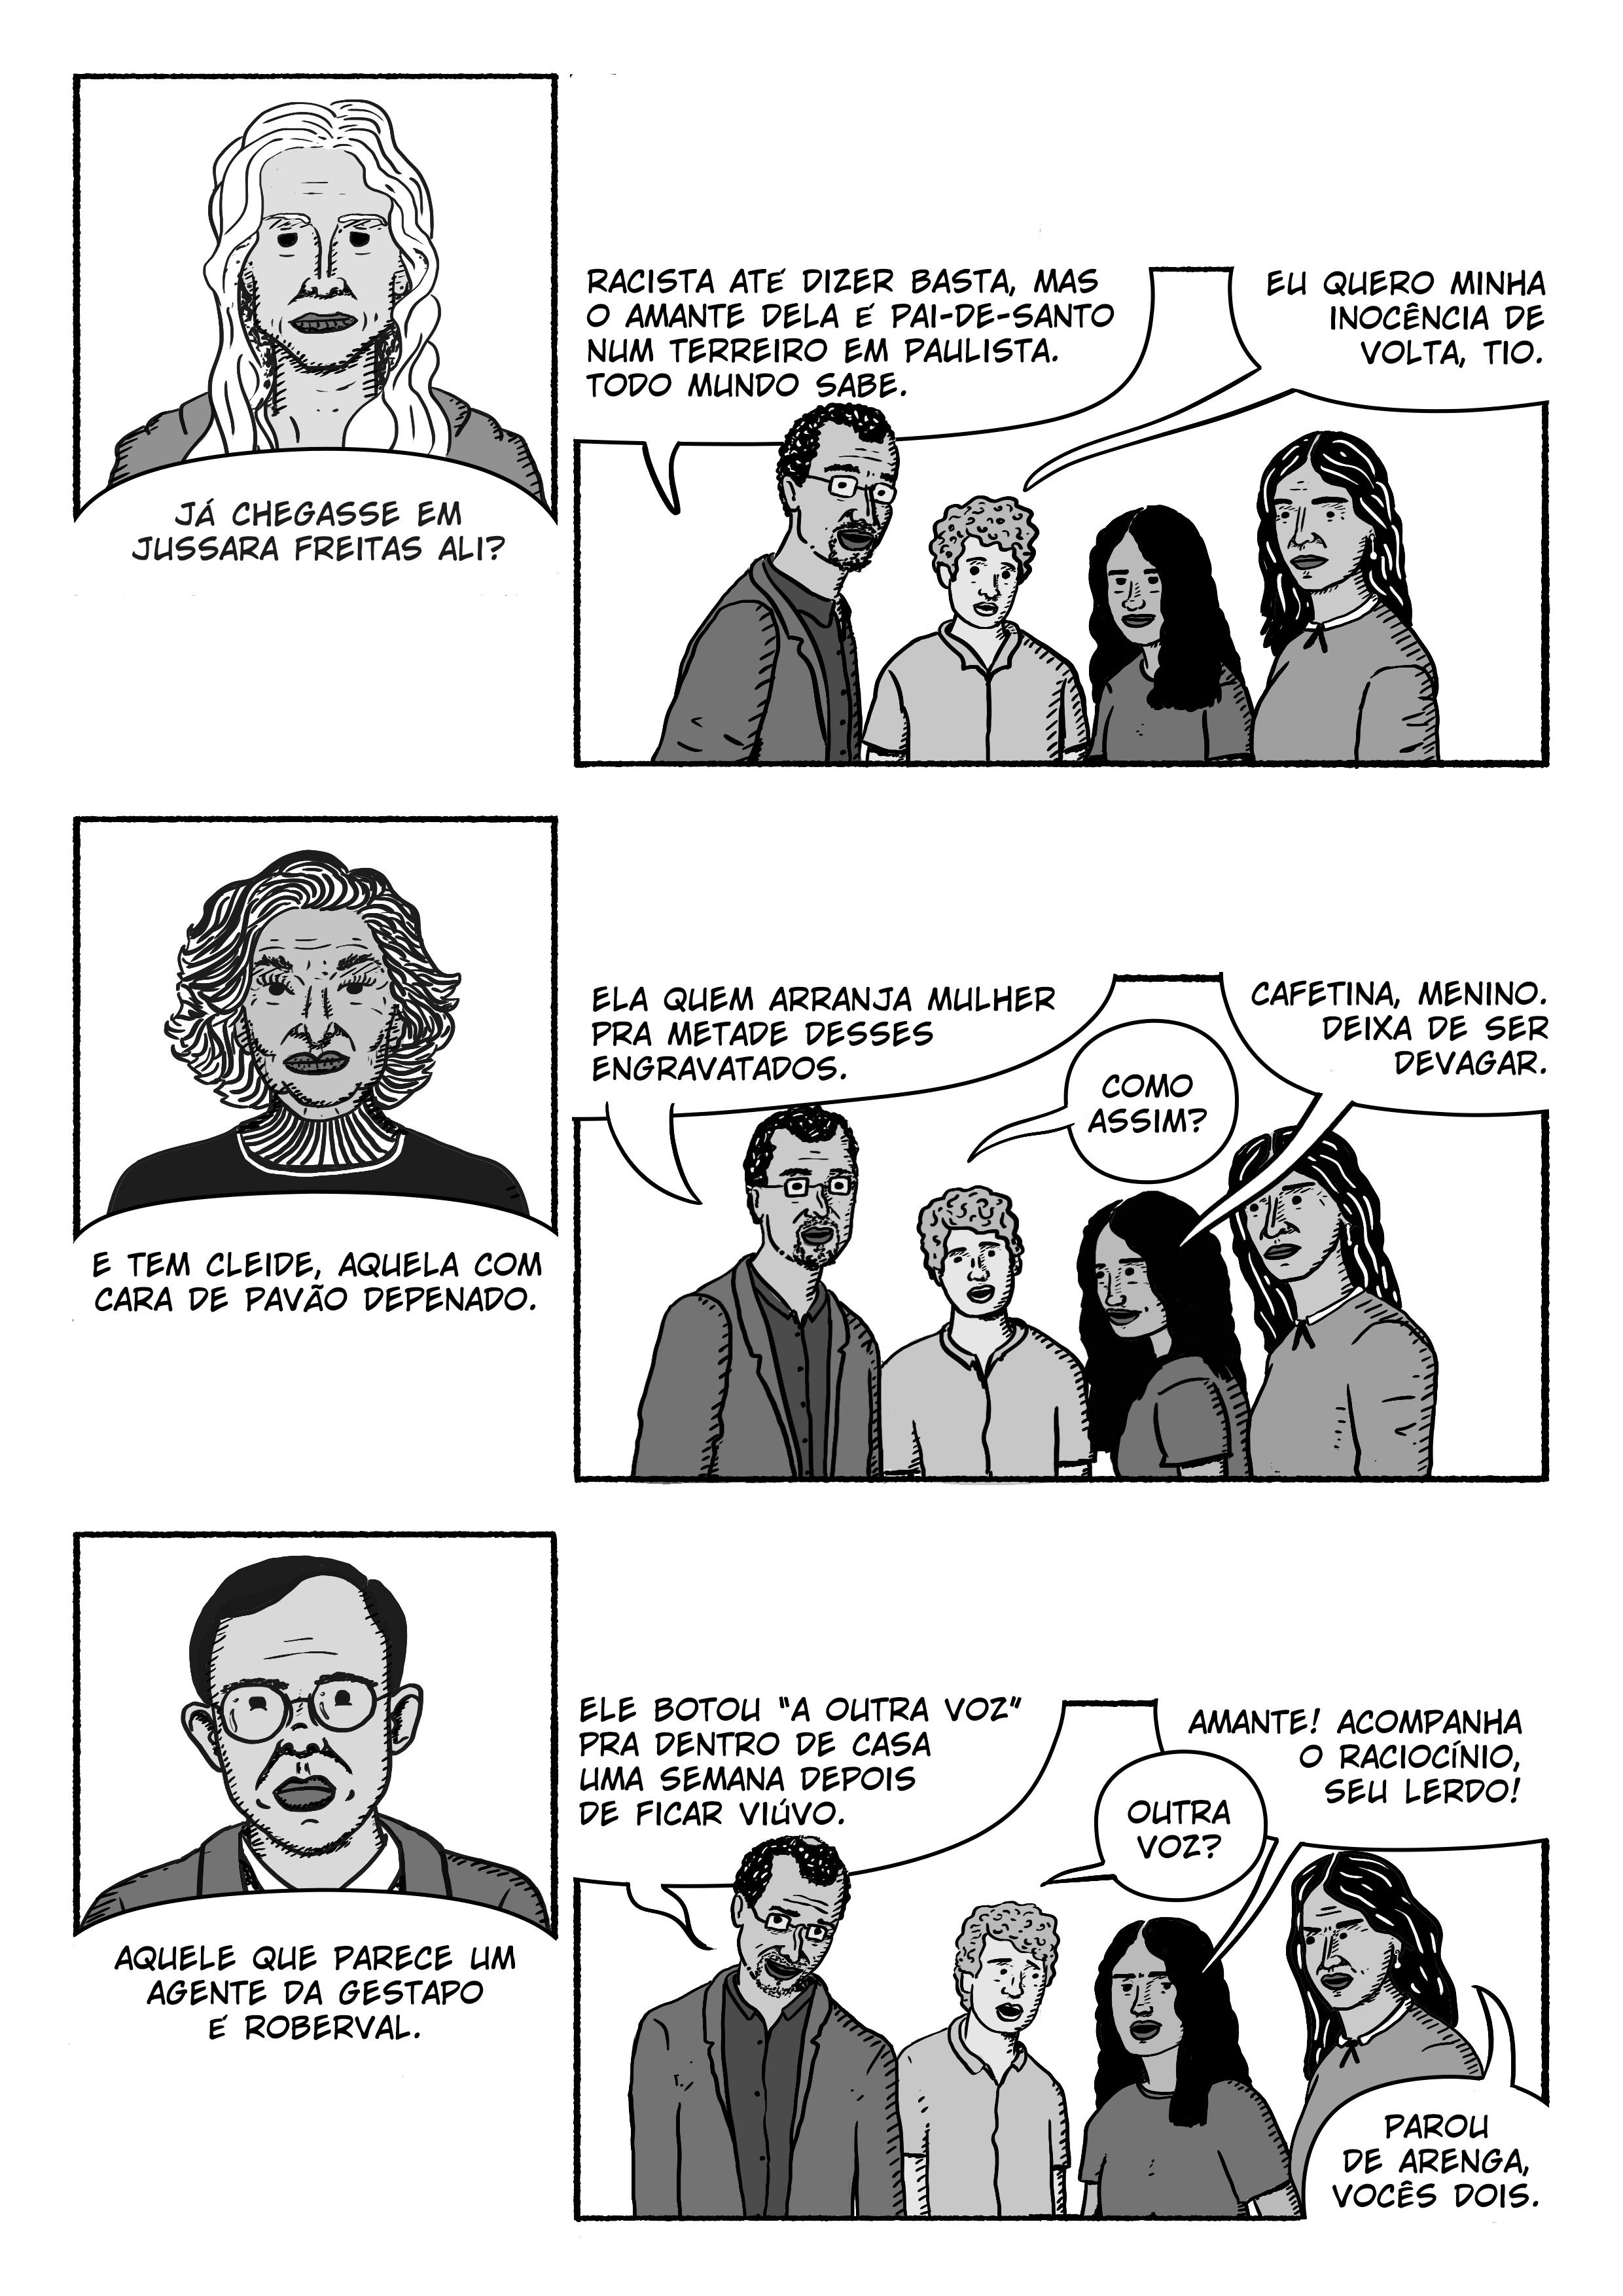 JÁ CHEGASSE EM
JUSSARA FREITAS ALI?
RACISTA ATÉ DIZER BASTA, MAS
O AMANTE DELA É PAI-DE-SANTO
NUM TERREIRO EM PAULISTA.
TODO MUNDO SABE.
EU QUERO MINHA
INOCÊNCIA DE
VOLTA, TIO.
E TEM CLEIDE, AQUELA COM
CARA DE PAVÃO DEPENADO.
ELA QUEM ARRANJA MULHER
PRA METADE DESSES
ENGRAVATADOS.
COMO
ASSIM?
CAFETINA, MENINO.
DEIXA DE SER
DEVAGAR.
AQUELE QUE PARECE UM
AGENTE DA GESTAPO
É ROBERVAL.
ELE BOTOU "A OUTRA VOZ"
PRA DENTRO DE CASA
UMA SEMANA DEPOIS
DE FICAR VIÚVO.
OUTRA
VOZ?
AMANTE! ACOMPANHA
O RACIOCÍNIO,
SEU LERDO!
PAROU
DE ARENGA,
VOCÊS DOIS.